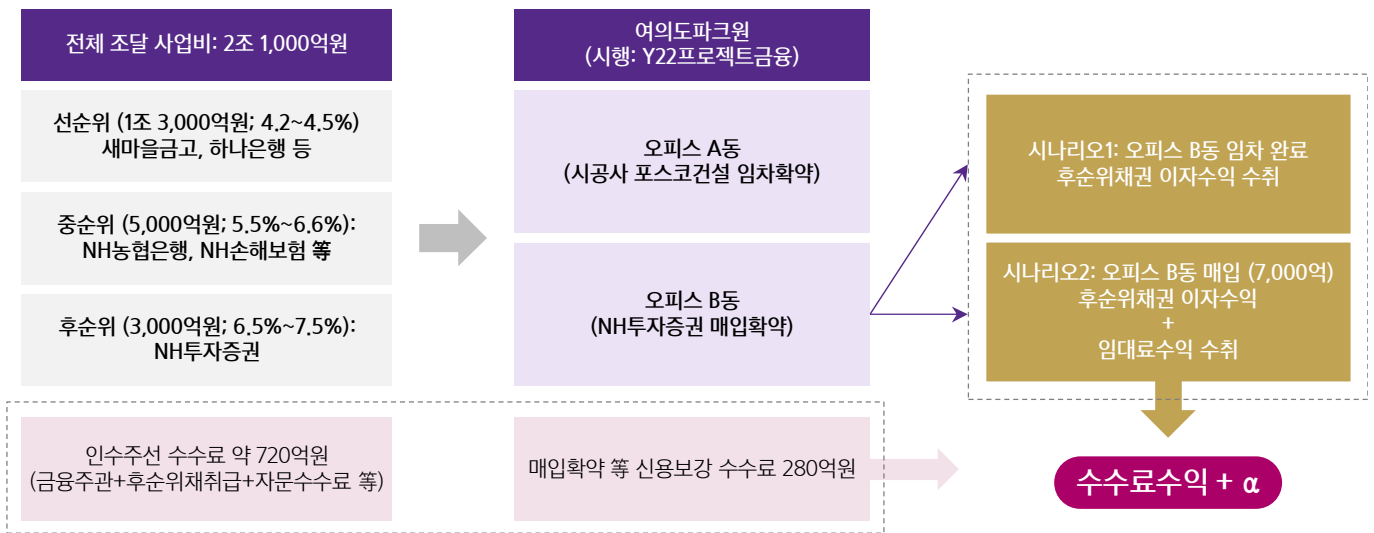 전체 조달 사업비: 2조 1,000억원
선순위 (1조 3,000억원; 4.2~4.5%)
새마을금고, 하나은행 등
중순위 (5,000억원; 5.5%~6.6%):
NH농협은행, NH손해보험 等
후순위 (3,000억원; 6.5%~7.5%):
NH투자증권
인수주선 수수료 약 720억원
(금융주관+후순위채취급+자문수수료 等)
여의도파크원
(시행: Y22프로젝트금융)
오피스 A동
(시공사 포스코건설 임차확약)
오피스 B동
(NH투자증권 매입확약)
매입확약 等 신용보강 수수료 280억원
시나리오1: 오피스 B동 임차 완료
후순위채권 이자수익 수취
시나리오2: 오피스 B동 매입 (7,000억)
후순위채권 이자수익
+
임대료수익 수취
수수료수익 + α